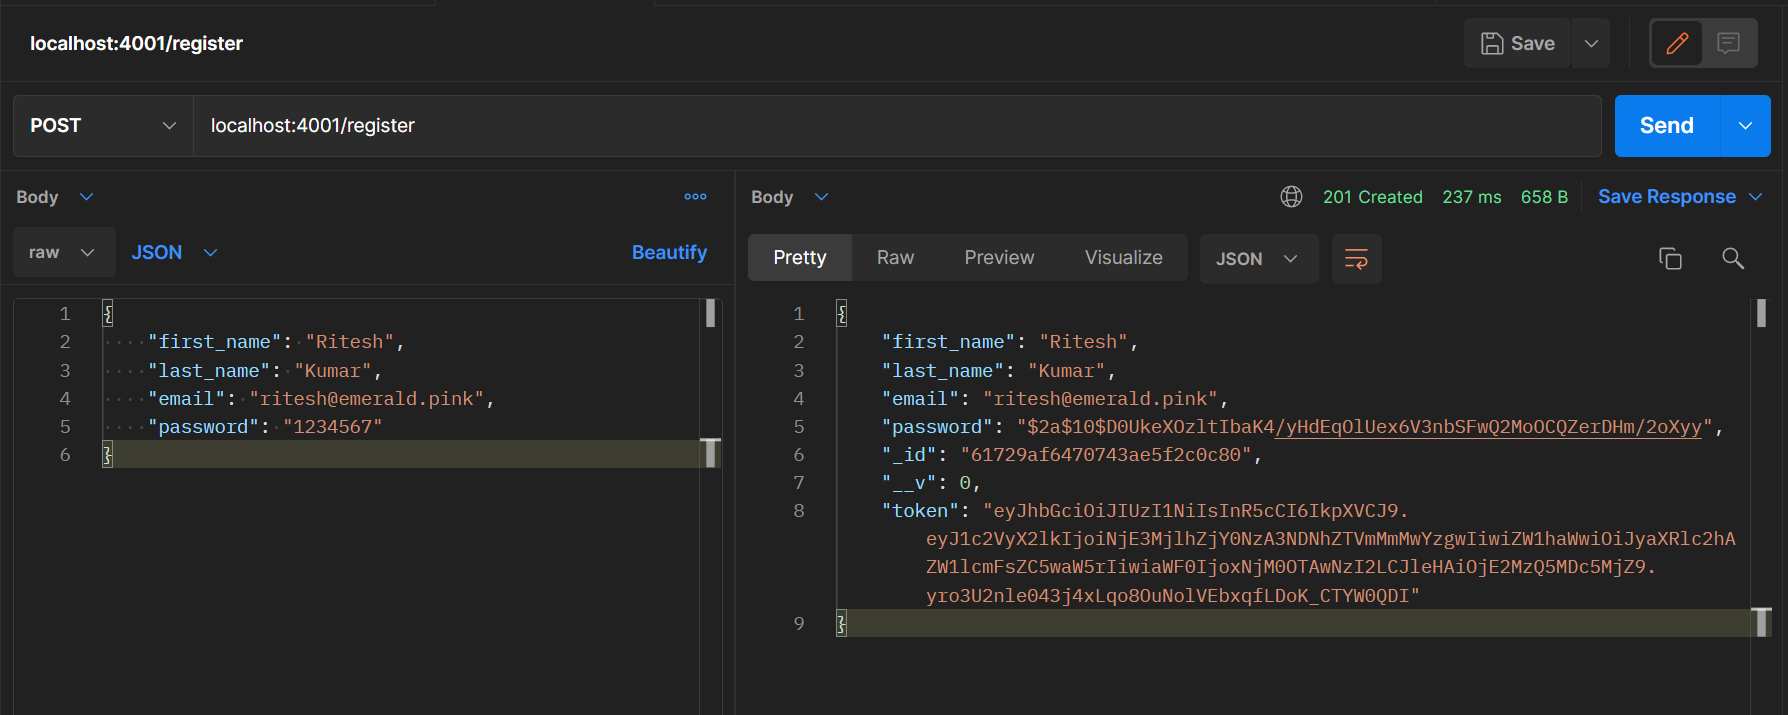 localhost:4001/register
Save
POST
localhost:4001/register
Send
Body
raw
JSON
Beautify
1 {
2 "first_name": "Ritesh",
3 "last_name": "Kumar",
4 "email": "ritesh@emerald.pink",
5 "password": "1234567"
6 }
Body
201 Created 237 ms 658 B Save Response
Pretty Raw Preview Visualize JSON
1 {
2 "first_name": "Ritesh",
3 "last_name": "Kumar",
4 "email": "ritesh@emerald.pink",
5 "password": "$2a$10$D0UkeXOzltIbaK4/yHdEqOlUex6V3nbSFwQ2MoOCQZerDHm/2oXyy",
6 "_id": "61729af6470743ae5f2c0c80",
7 "__v": 0,
8 "token": "eyJhbGciOiJIUzI1NiIsInR5cCI6IkpXVCJ9.
eyJ1c2VyX2lkIjoiNjE3MjlhZjY0NzA3NDNhZTVmMmMwYzgwIiwiZW1haWwiOiJyaXRlc2hA
ZW1lcmFsZC5waW5rIiwiaWF0IjoxNjM0OTAwNzI2LCJleHAiOjE2MzQ5MDc5MjZ9.
yro3U2nle043j4xLqo8OuNolVEbxqfLDoK_CTYW0QDI"
9 }